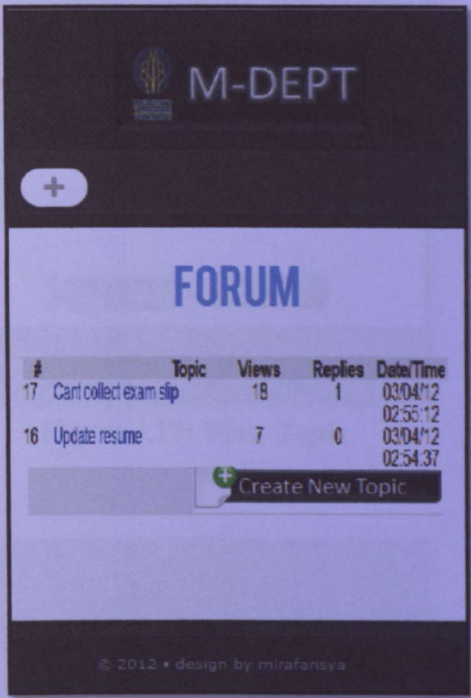 M-DEPT
+
FORUM
# Topic Views Replies Date/Time
17 Cant collect exam slip 18 1 03/04/12
02:55:12
16 Update resume 7 0 03/04/12
02:54:37
Create New Topic
© 2012 • design by mirafarisya